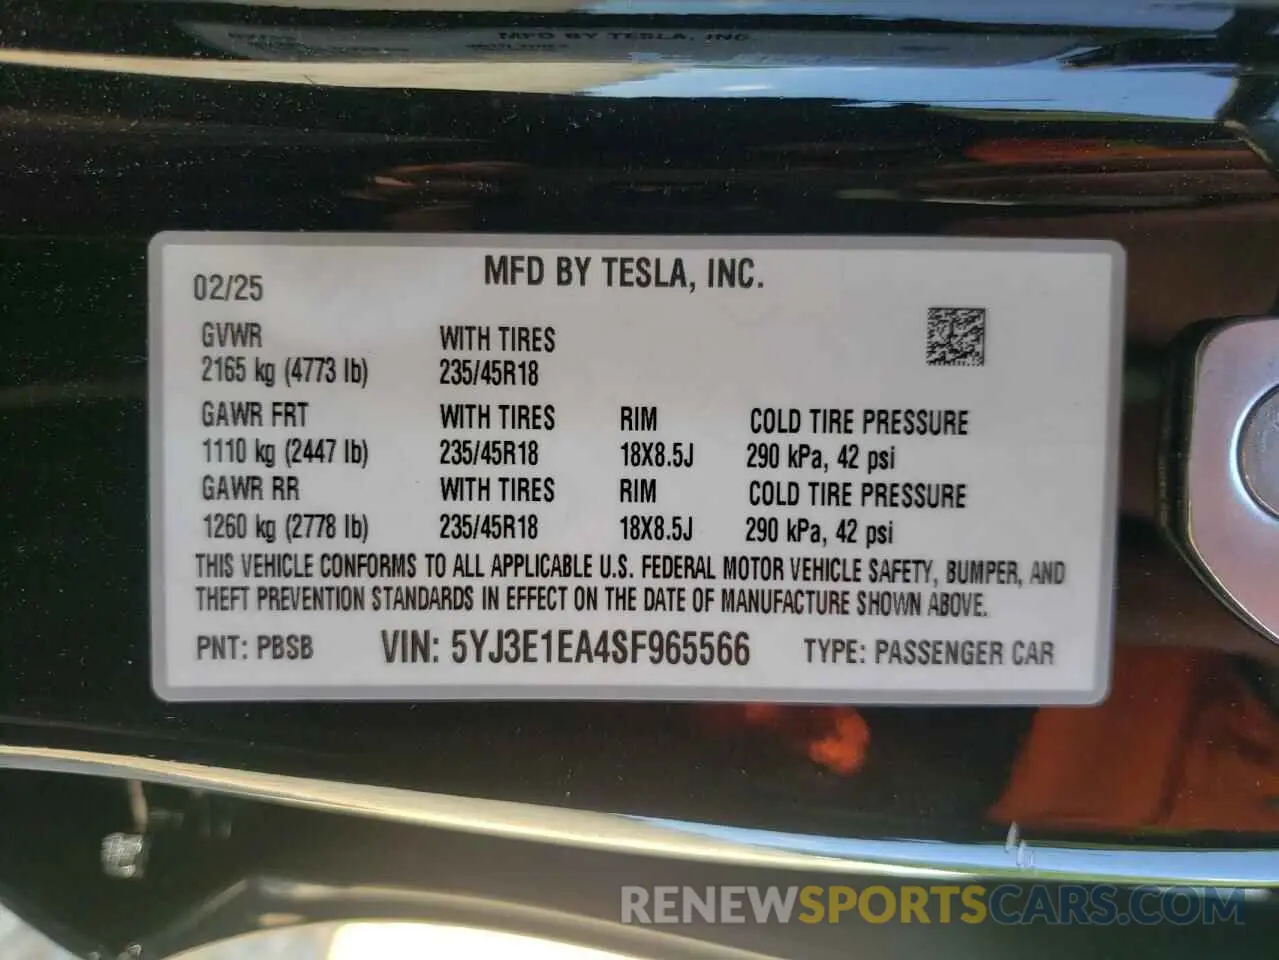 MFD BY TESLA, INC.
02/25
MFD BY TESLA, INC.
GVWR WITH TIRES
2165 kg (4773 lb) 235/45R18
GAWR FRT WITH TIRES RIM COLD TIRE PRESSURE
1110 kg (2447 lb) 235/45R18 18X8.5J 290 kPa, 42 psi
GAWR RR WITH TIRES RIM COLD TIRE PRESSURE
1260 kg (2778 lb) 235/45R18 18X8.5J 290 kPa, 42 psi
THIS VEHICLE CONFORMS TO ALL APPLICABLE U.S. FEDERAL MOTOR VEHICLE SAFETY, BUMPER, AND
THEFT PREVENTION STANDARDS IN EFFECT ON THE DATE OF MANUFACTURE SHOWN ABOVE.
PNT: PBSB VIN: 5YJ3E1EA4SF965566 TYPE: PASSENGER CAR
RENEWSPORTSCARS.COM